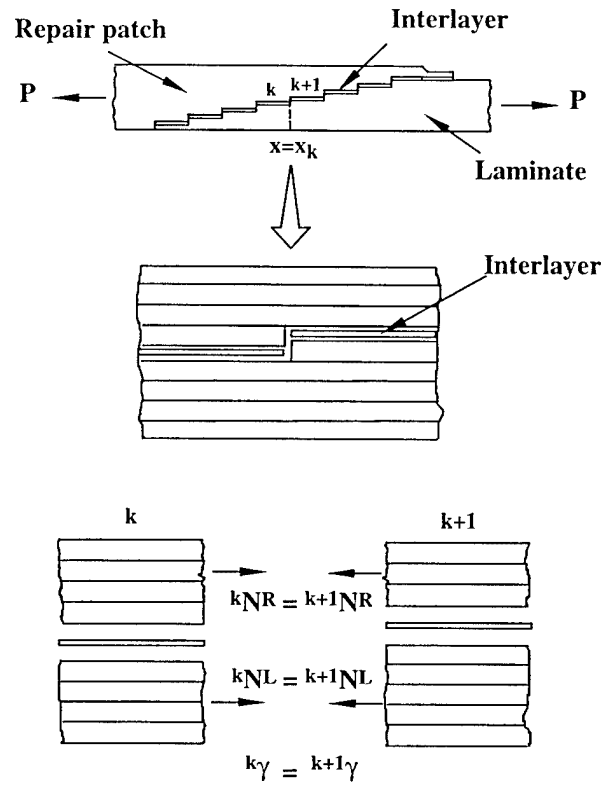 Repair patch
Interlayer
k
k+1
P
P
x=xk
Laminate
Interlayer
k
k+1
kNR = k+1NR
kNL = k+1NL
kγ = k+1γ